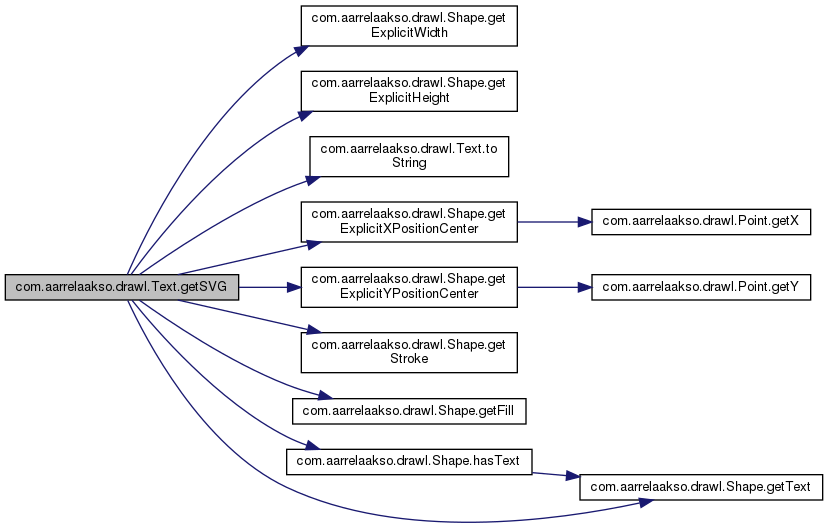 com.aarrelaakso.drawl.Shape.get
ExplicitWidth
com.aarrelaakso.drawl.Shape.get
ExplicitHeight
com.aarrelaakso.drawl.Text.to
String
com.aarrelaakso.drawl.Shape.get
ExplicitXPositionCenter
com.aarrelaakso.drawl.Point.getX
com.aarrelaakso.drawl.Text.getSVG
com.aarrelaakso.drawl.Shape.get
ExplicitYPositionCenter
com.aarrelaakso.drawl.Point.getY
com.aarrelaakso.drawl.Shape.get
Stroke
com.aarrelaakso.drawl.Shape.getFill
com.aarrelaakso.drawl.Shape.hasText
com.aarrelaakso.drawl.Shape.getText